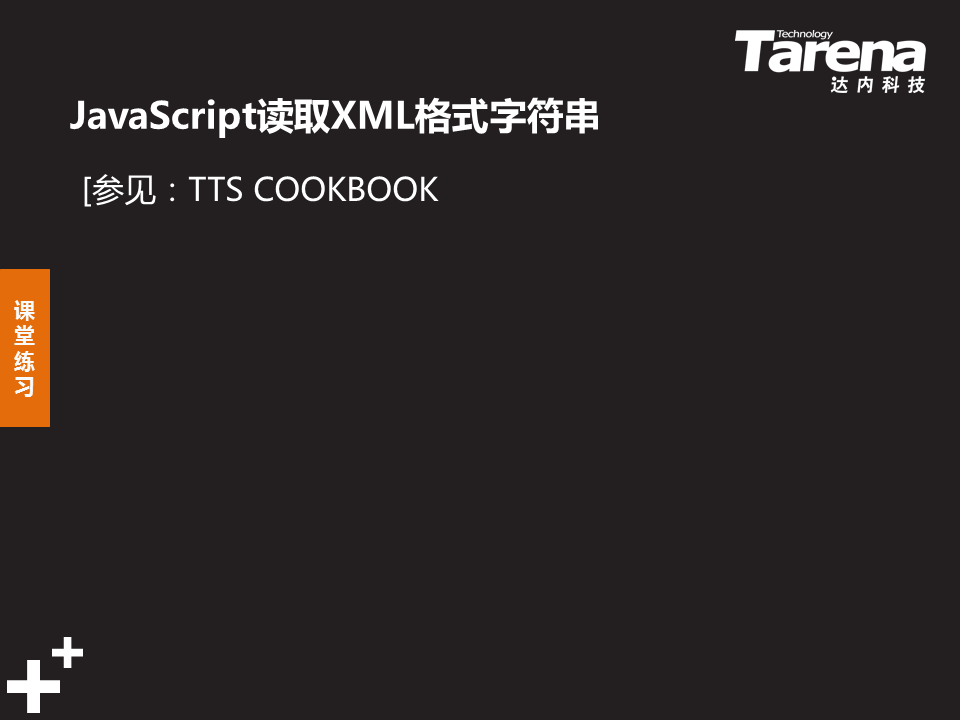 Technology
Tarena
达内科技
JavaScript读取XML格式字符串
[参见：TTS COOKBOOK
课
堂
练
习